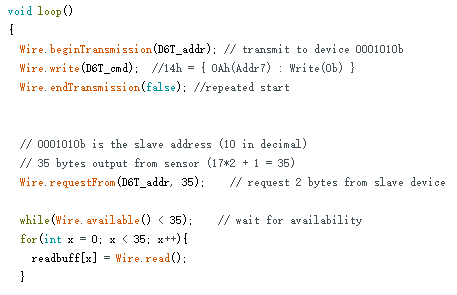 void loop()
{
Wire.beginTransmission(D6T_addr); // transmit to device 0001010b
Wire.write(D6T_cmd);  //14h = { 0Ah(Addr7) : Write(0b) }
Wire.endTransmission(false); //repeated start
// 0001010b is the slave address (10 in decimal)
// 35 bytes output from sensor (17*2 + 1 = 35)
Wire.requestFrom(D6T_addr, 35);    // request 2 bytes from slave device
while(Wire.available() < 35);    // wait for availability
for(int x = 0; x < 35; x++){
readbuff[x] = Wire.read();
}